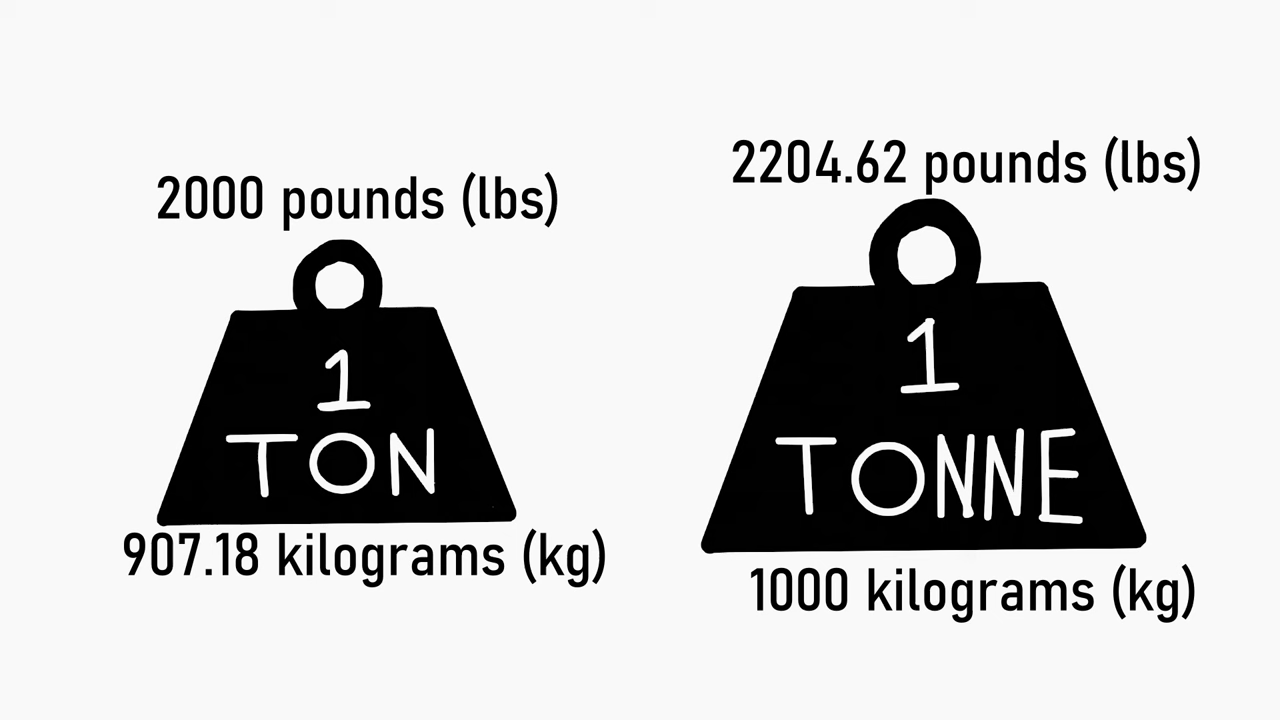 2000 pounds (lbs)
1
TON
907.18 kilograms (kg)
2204.62 pounds (lbs)
1
TONNE
1000 kilograms (kg)